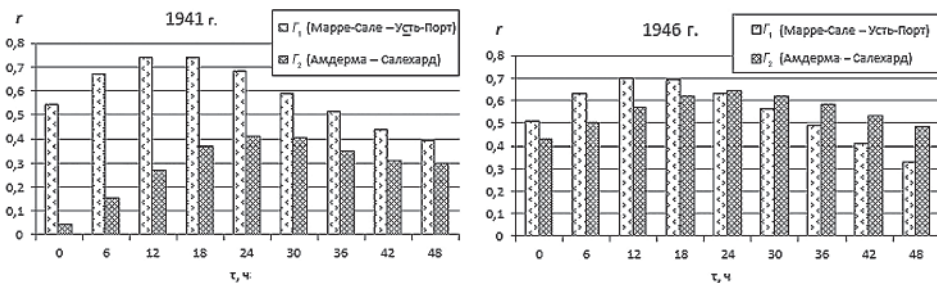 r
1941 г.
Г₁ (Марре-Сале –Усть-Порт)
Г₂ (Амдерма – Салехард)
0,8
0,7
0,6
0,5
0,4
0,3
0,2
0,1
0
0 6 12 18 24 30 36 42 48
τ, ч
r
1946 г.
Г₁ (Марре-Сале –Усть-Порт)
Г₂ (Амдерма – Салехард)
0,8
0,7
0,6
0,5
0,4
0,3
0,2
0,1
0
0 6 12 18 24 30 36 42 48
τ, ч